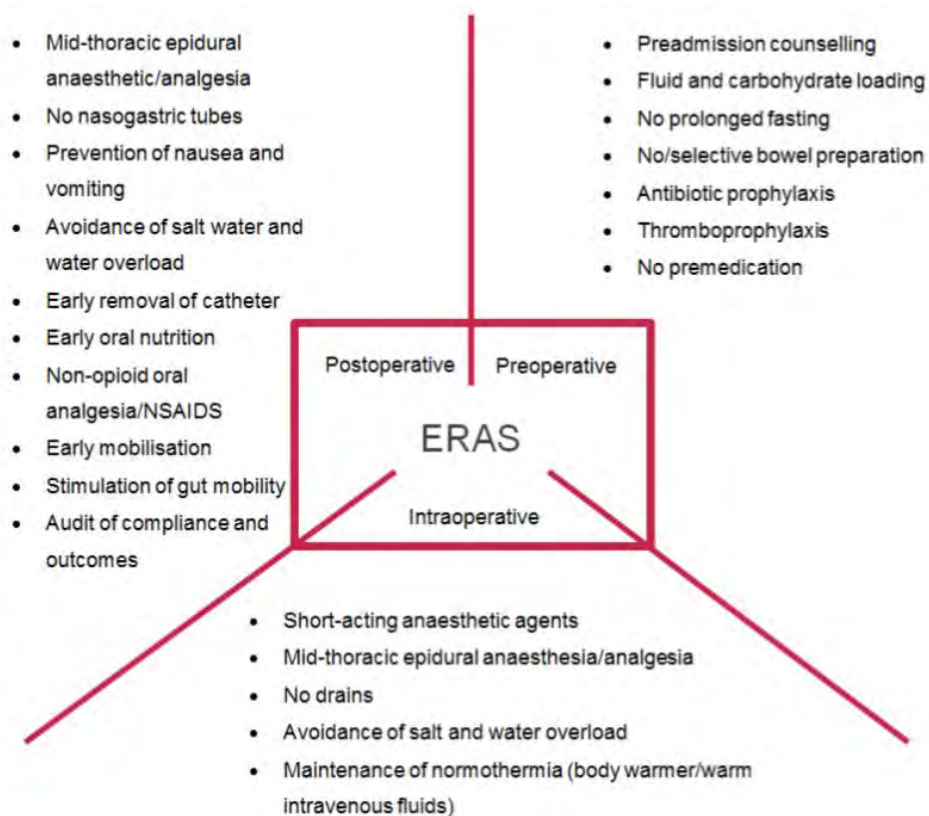 • Mid-thoracic epidural
anaesthetic/analgesia
• No nasogastric tubes
• Prevention of nausea and
vomiting
• Avoidance of salt water and
water overload
• Early removal of catheter
• Early oral nutrition
• Non-opioid oral
analgesia/NSAIDS
• Early mobilisation
• Stimulation of gut mobility
• Audit of compliance and
outcomes
• Preadmission counselling
• Fluid and carbohydrate loading
• No prolonged fasting
• No/selective bowel preparation
• Antibiotic prophylaxis
• Thromboprophylaxis
• No premedication
Postoperative
Preoperative
ERAS
Intraoperative
• Short-acting anaesthetic agents
• Mid-thoracic epidural anaesthesia/analgesia
• No drains
• Avoidance of salt and water overload
• Maintenance of normothermia (body warmer/warm
intravenous fluids)